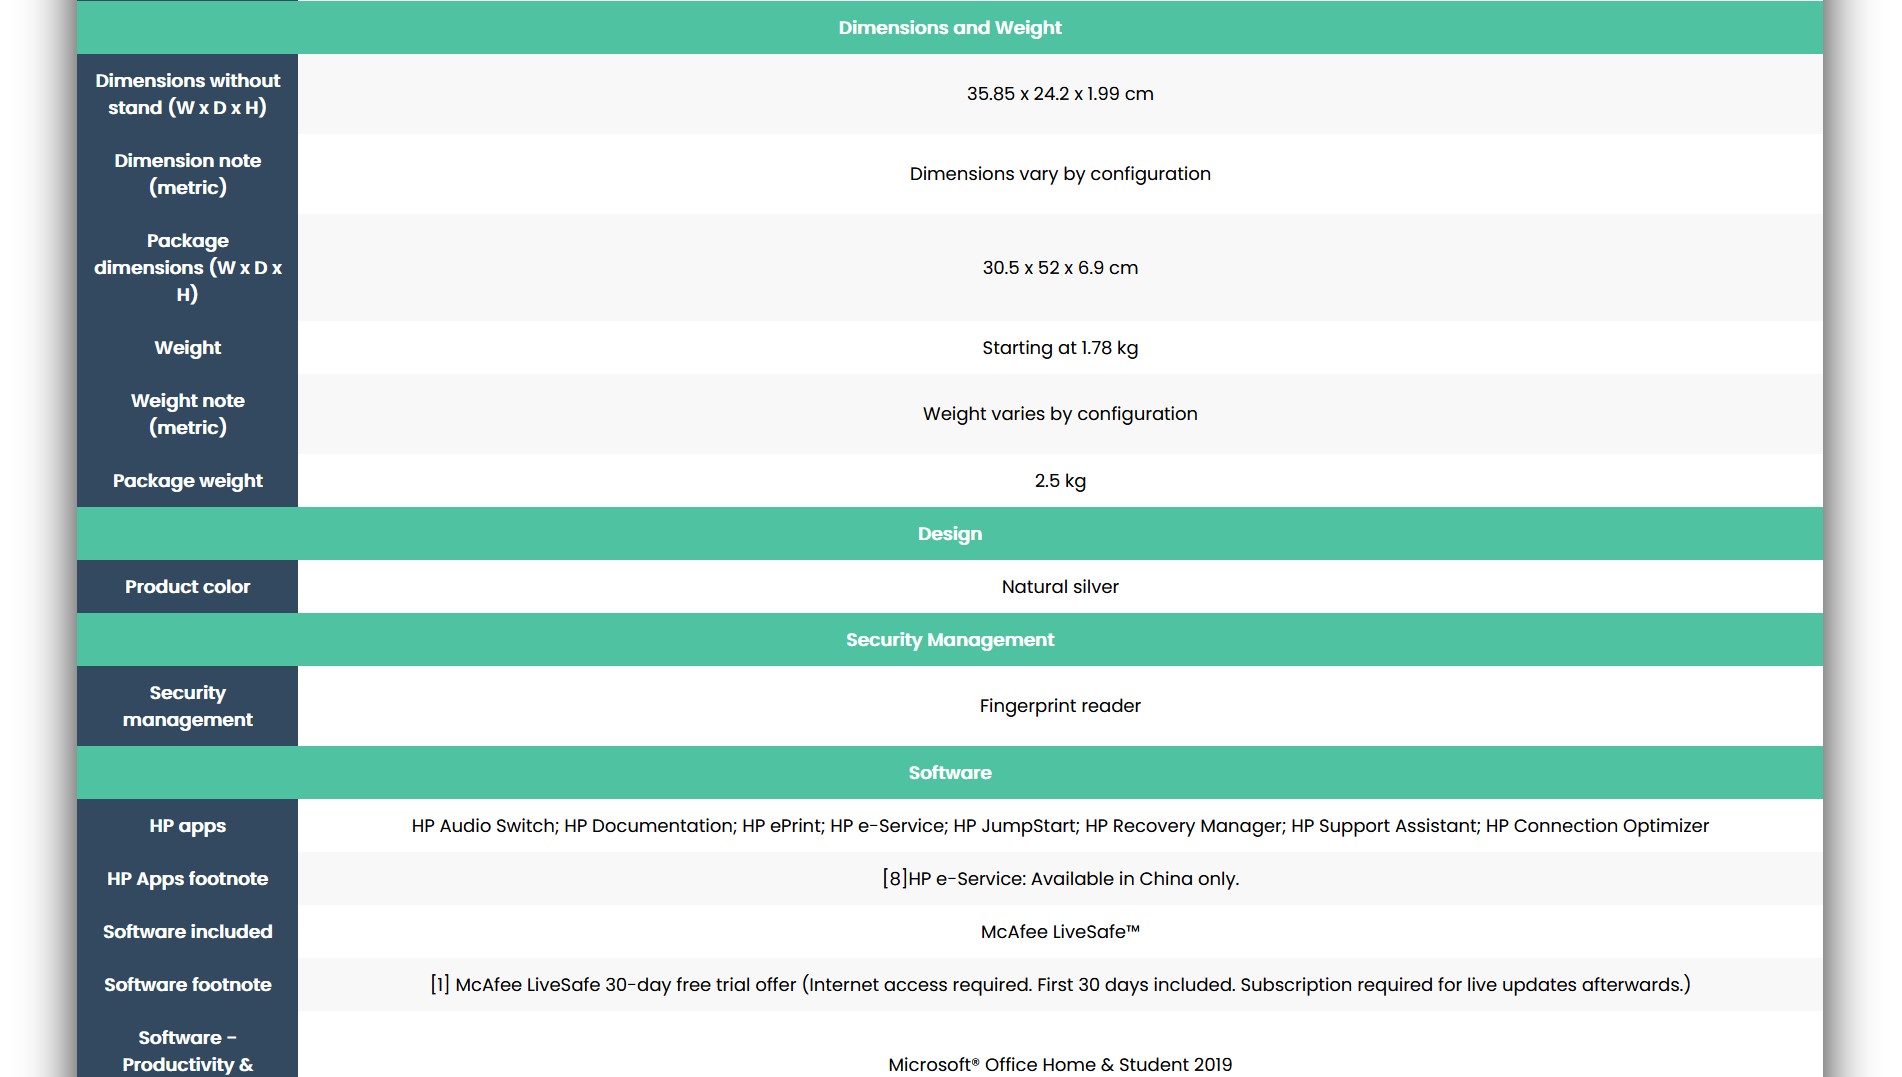 Dimensions and Weight
Dimensions without
stand (W x D x H)
35.85 x 24.2 x 1.99 cm
Dimension note
(metric)
Dimensions vary by configuration
Package
dimensions (W x D x
H)
30.5 x 52 x 6.9 cm
Weight
Starting at 1.78 kg
Weight note
(metric)
Weight varies by configuration
Package weight
2.5 kg
Design
Product color
Natural silver
Security Management
Security
management
Fingerprint reader
Software
HP apps
HP Audio Switch; HP Documentation; HP ePrint; HP e-Service; HP JumpStart; HP Recovery Manager; HP Support Assistant; HP Connection Optimizer
HP Apps footnote
[8]HP e-Service: Available in China only.
Software included
McAfee LiveSafe™
Software footnote
[1] McAfee LiveSafe 30-day free trial offer (Internet access required. First 30 days included. Subscription required for live updates afterwards.)
Software -
Productivity &
Microsoft® Office Home & Student 2019